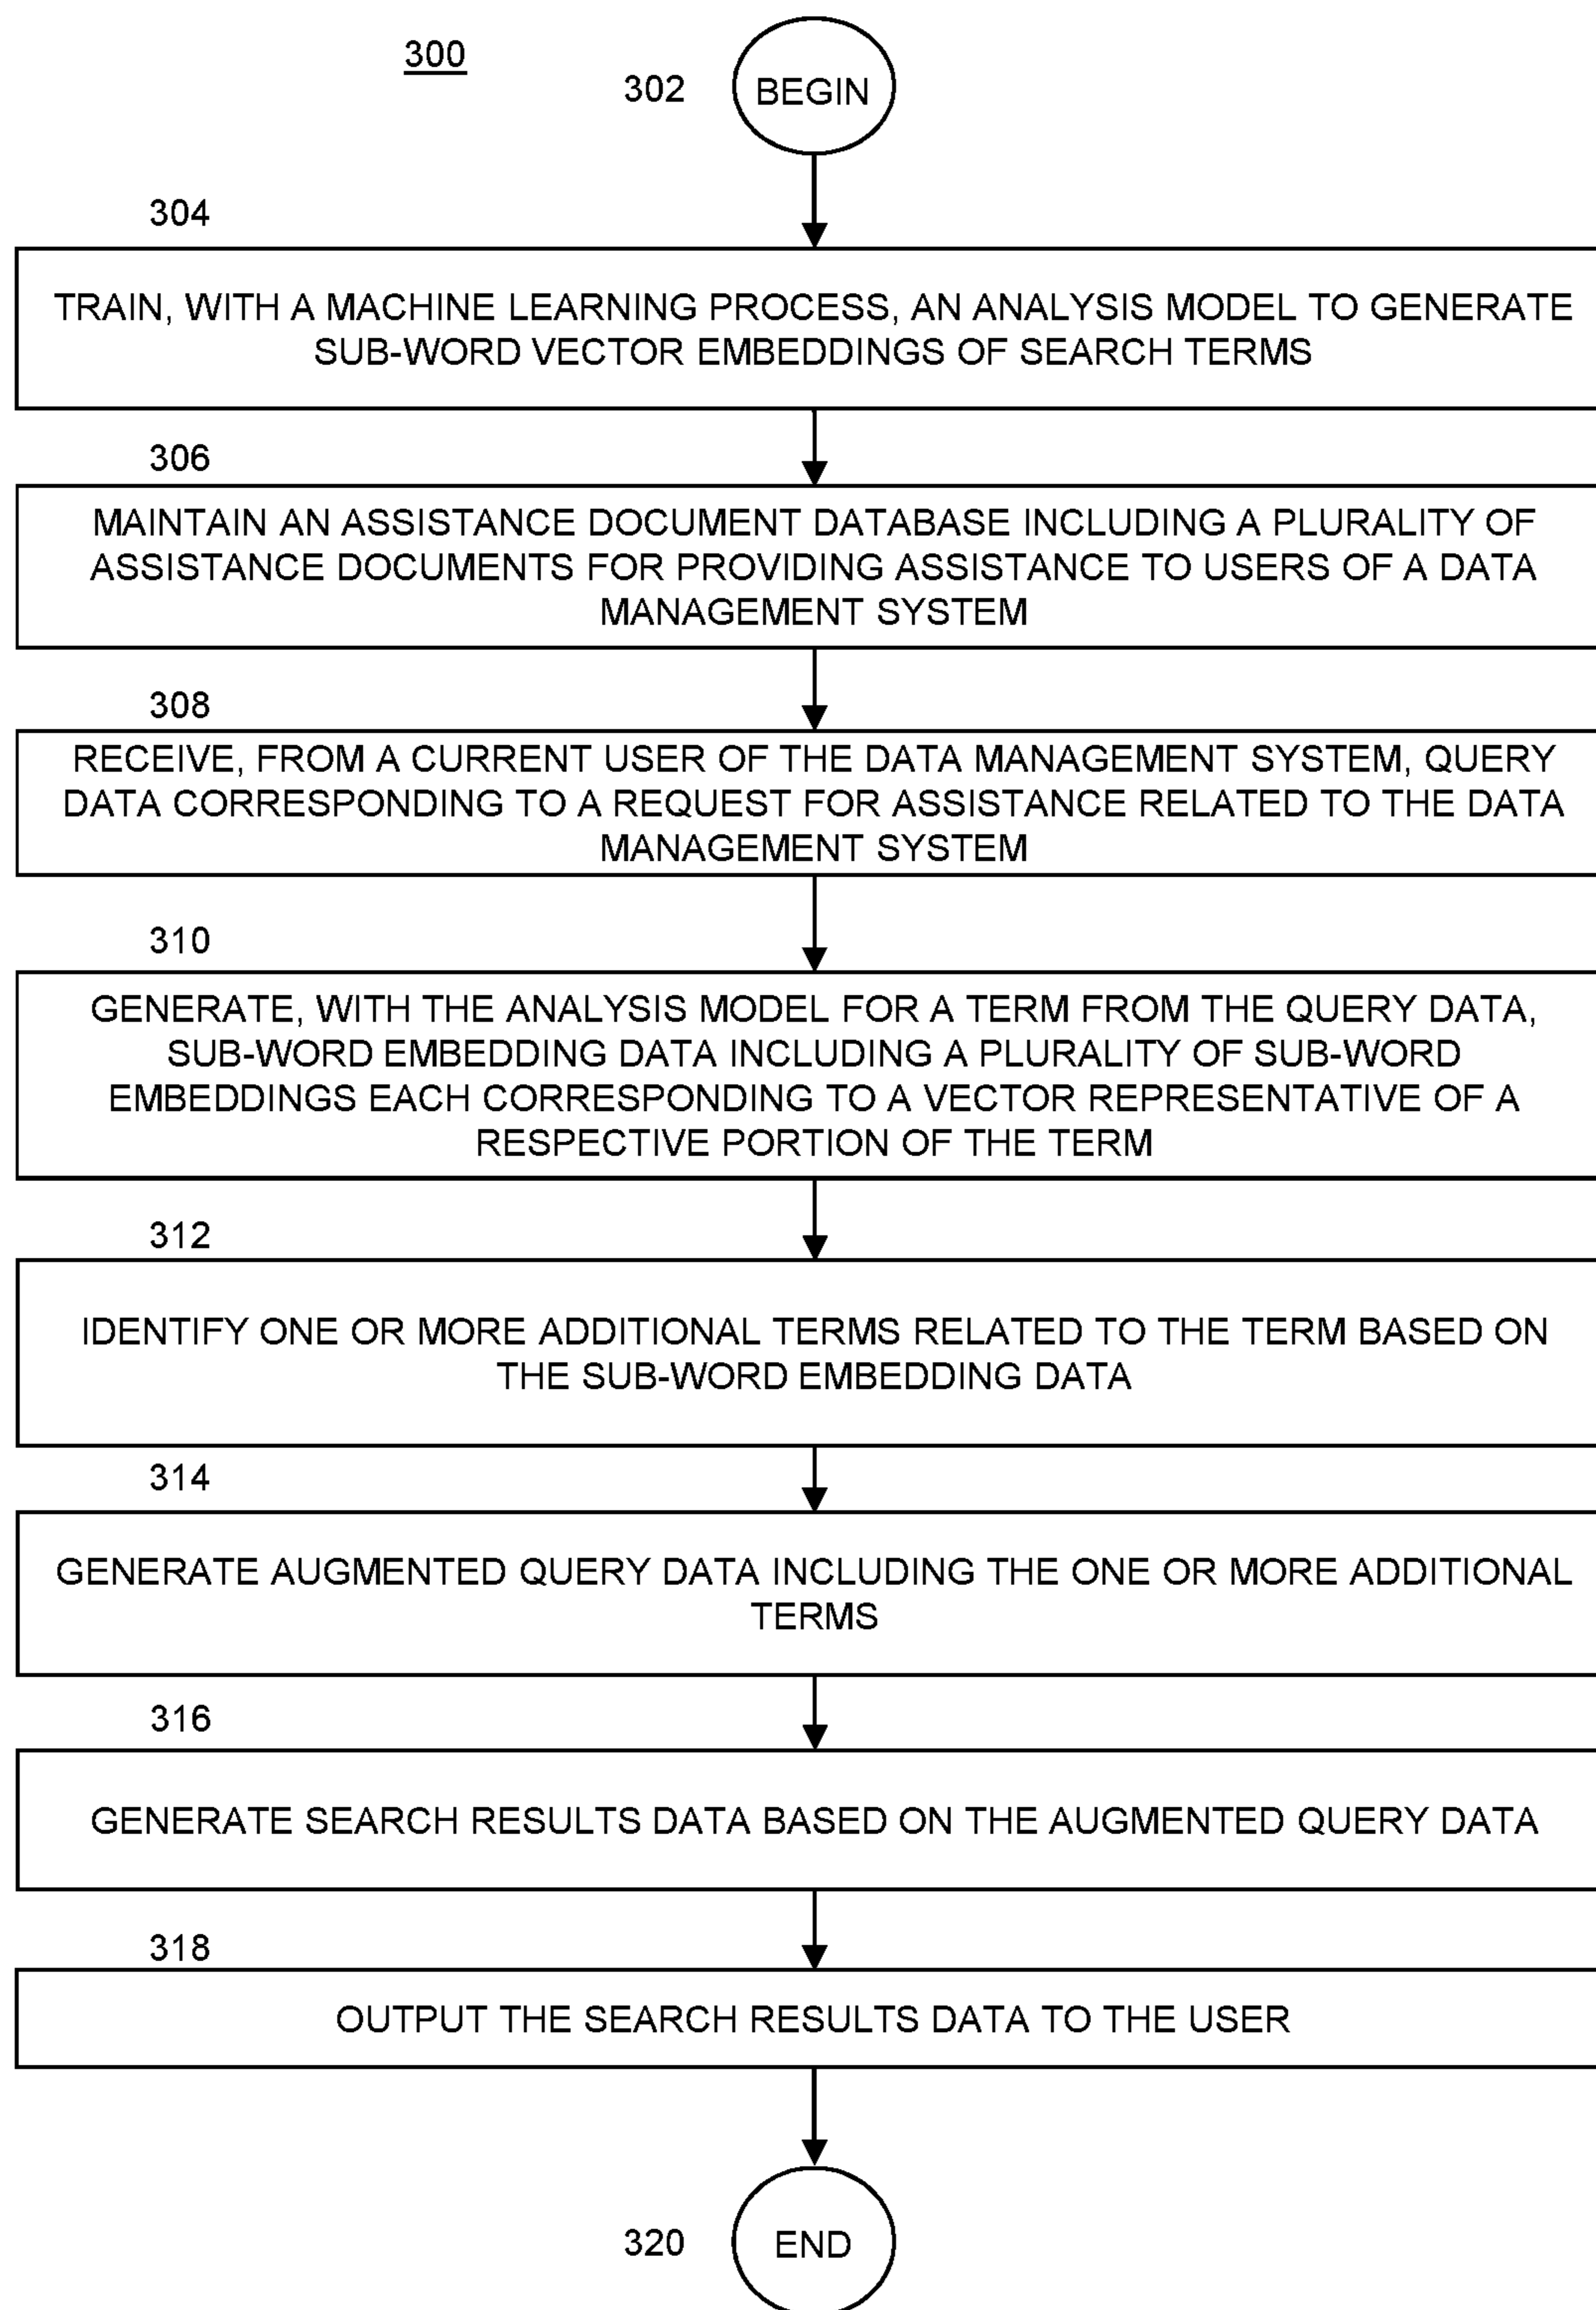 300
302
BEGIN
304
TRAIN, WITH A MACHINE LEARNING PROCESS, AN ANALYSIS MODEL TO GENERATE
SUB-WORD VECTOR EMBEDDINGS OF SEARCH TERMS
306
MAINTAIN AN ASSISTANCE DOCUMENT DATABASE INCLUDING A PLURALITY OF
ASSISTANCE DOCUMENTS FOR PROVIDING ASSISTANCE TO USERS OF A DATA
MANAGEMENT SYSTEM
308
RECEIVE, FROM A CURRENT USER OF THE DATA MANAGEMENT SYSTEM, QUERY
DATA CORRESPONDING TO A REQUEST FOR ASSISTANCE RELATED TO THE DATA
MANAGEMENT SYSTEM
310
GENERATE, WITH THE ANALYSIS MODEL FOR A TERM FROM THE QUERY DATA,
SUB-WORD EMBEDDING DATA INCLUDING A PLURALITY OF SUB-WORD
EMBEDDINGS EACH CORRESPONDING TO A VECTOR REPRESENTATIVE OF A
RESPECTIVE PORTION OF THE TERM
312
IDENTIFY ONE OR MORE ADDITIONAL TERMS RELATED TO THE TERM BASED ON
THE SUB-WORD EMBEDDING DATA
314
GENERATE AUGMENTED QUERY DATA INCLUDING THE ONE OR MORE ADDITIONAL
TERMS
316
GENERATE SEARCH RESULTS DATA BASED ON THE AUGMENTED QUERY DATA
318
OUTPUT THE SEARCH RESULTS DATA TO THE USER
320
END